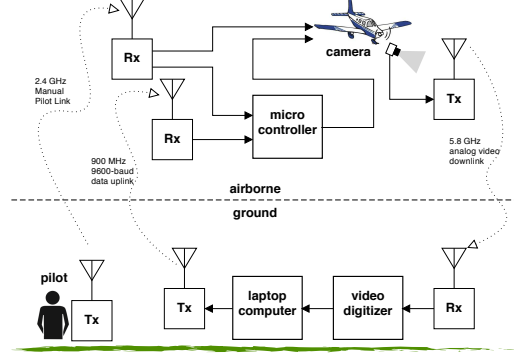 Rx
camera
2.4 GHz
Manual
Pilot Link
Tx
micro
controller
Rx
5.8 GHz
analog video
downlink
900 MHz
9600-baud
data uplink
airborne
ground
pilot
Tx
Tx
laptop
computer
video
digitizer
Rx